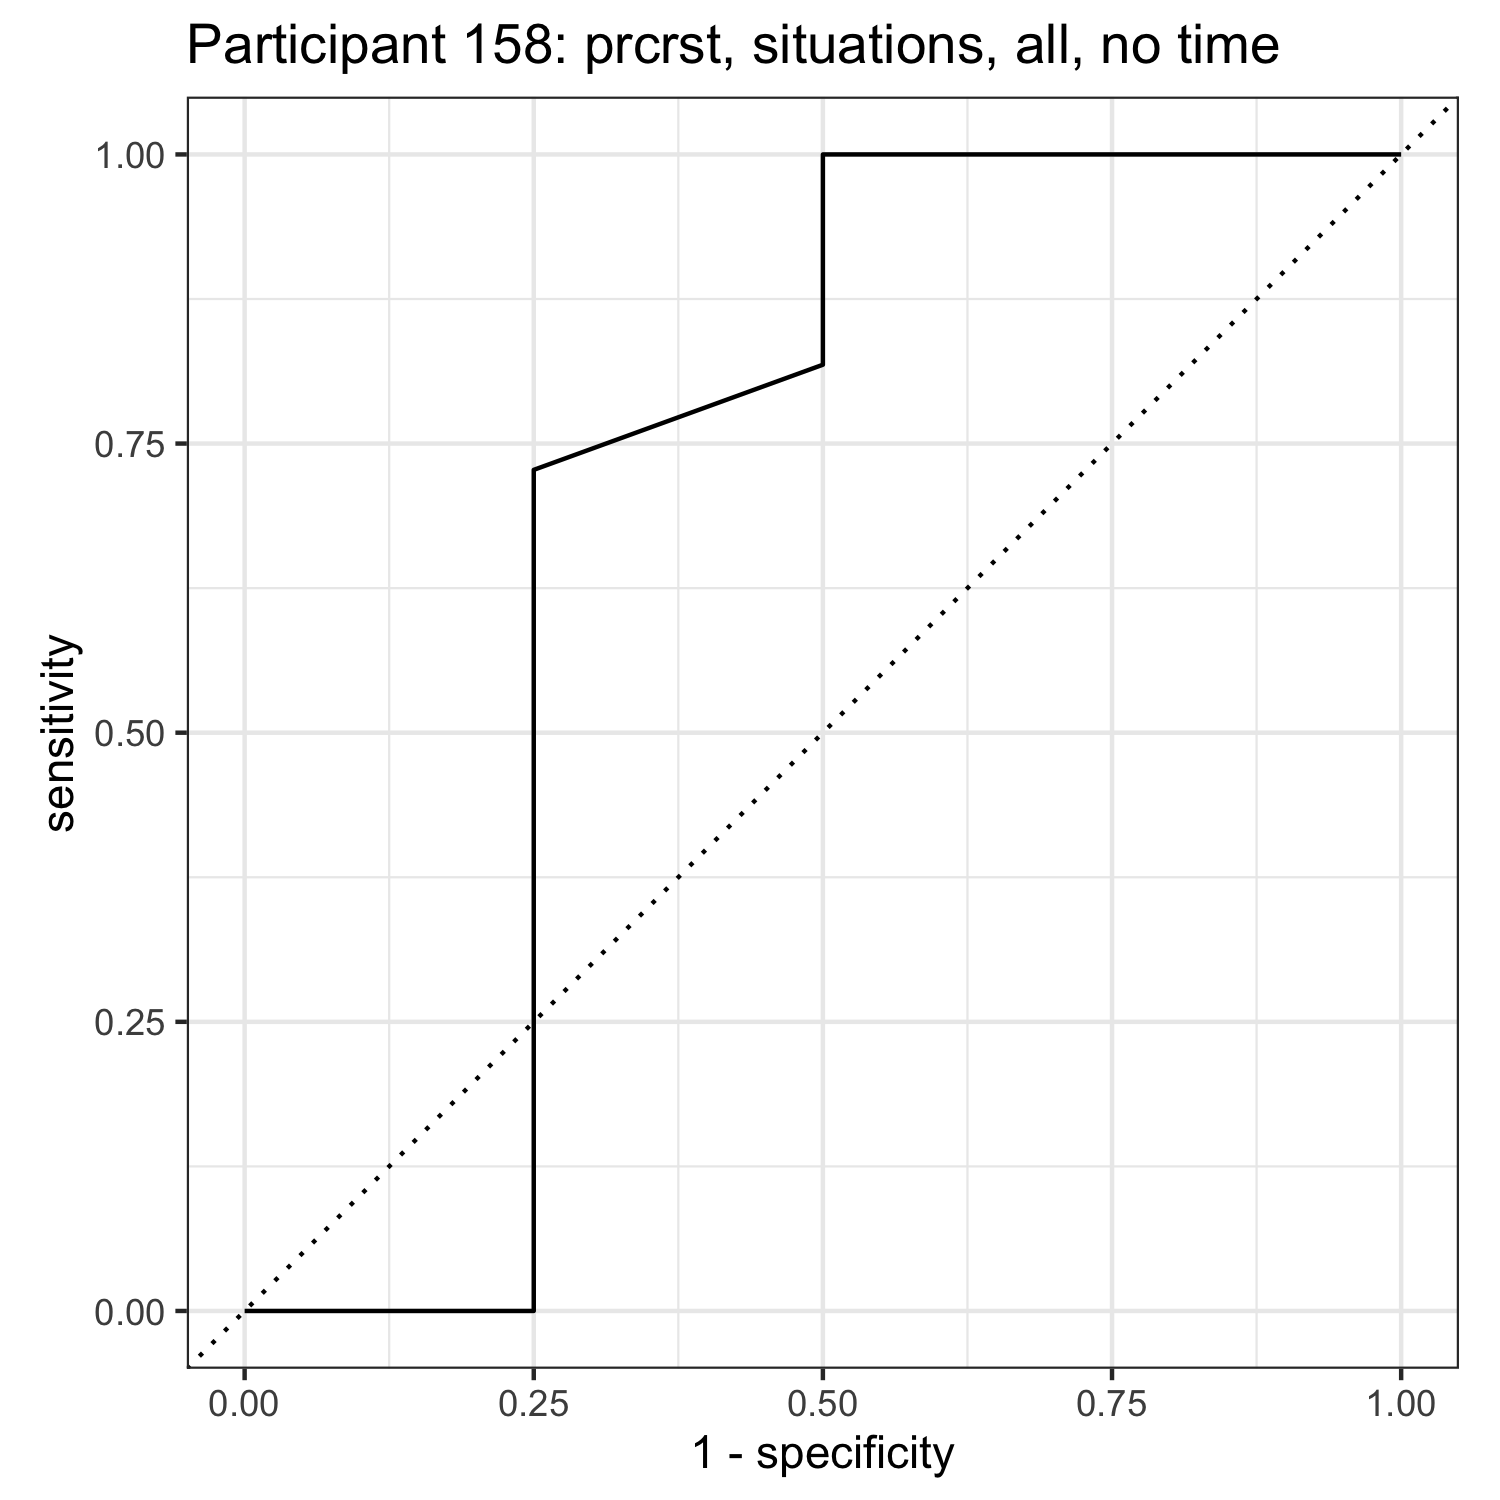 Participant 158: prcrst, situations, all, no time
1.00
0.75
0.50
0.25
0.00
sensitivity
0.00 0.25 0.50 0.75 1.00
1 - specificity